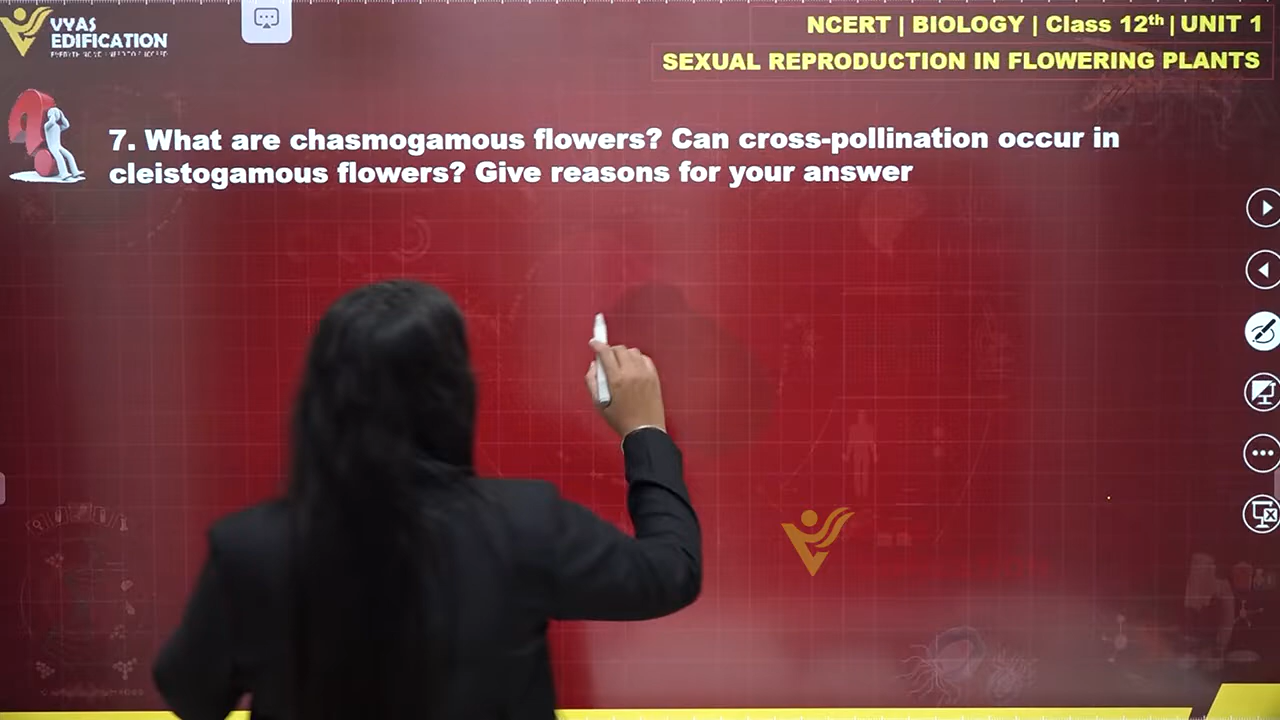 VYAS
EDIFICATION
NCERT | BIOLOGY | Class 12th | UNIT 1
SEXUAL REPRODUCTION IN FLOWERING PLANTS
7. What are chasmogamous flowers? Can cross-pollination occur in
cleistogamous flowers? Give reasons for your answer